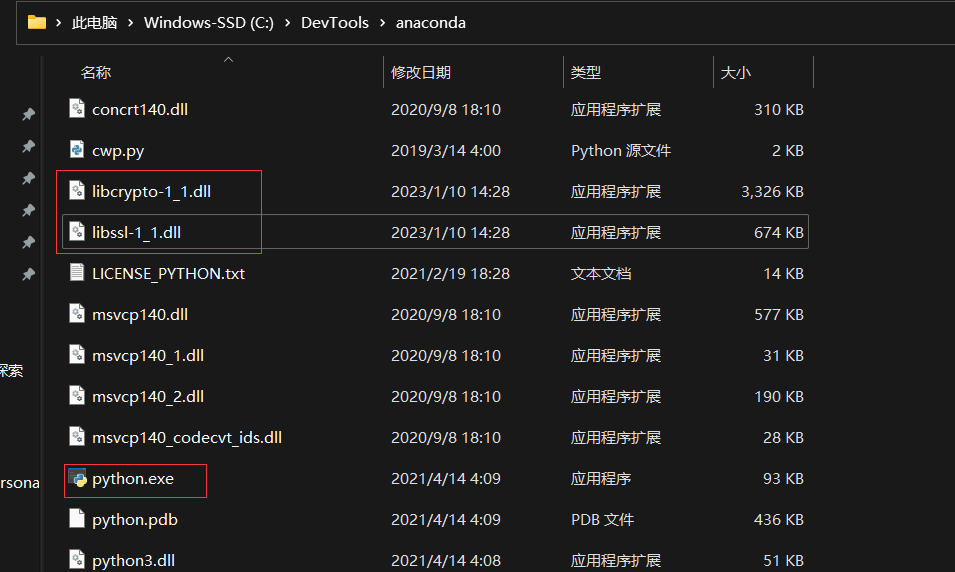 此电脑 Windows-SSD (C:) DevTools anaconda
名称 修改日期 类型 大小
concrt140.dll 2020/9/8 18:10 应用程序扩展 310 KB
cwp.py 2019/3/14 4:00 Python 源文件 2 KB
libcrypto-1_1.dll 2023/1/10 14:28 应用程序扩展 3,326 KB
libssl-1_1.dll 2023/1/10 14:28 应用程序扩展 674 KB
LICENSE_PYTHON.txt 2021/2/19 18:28 文本文档 14 KB
msvcp140.dll 2020/9/8 18:10 应用程序扩展 577 KB
msvcp140_1.dll 2020/9/8 18:10 应用程序扩展 31 KB
探索
msvcp140_2.dll 2020/9/8 18:10 应用程序扩展 190 KB
msvcp140_codecvt_ids.dll 2020/9/8 18:10 应用程序扩展 28 KB
python.exe 2021/4/14 4:09 应用程序 93 KB
rsona
python.pdb 2021/4/14 4:09 PDB 文件 436 KB
python3.dll 2021/4/14 4:08 应用程序扩展 51 KB